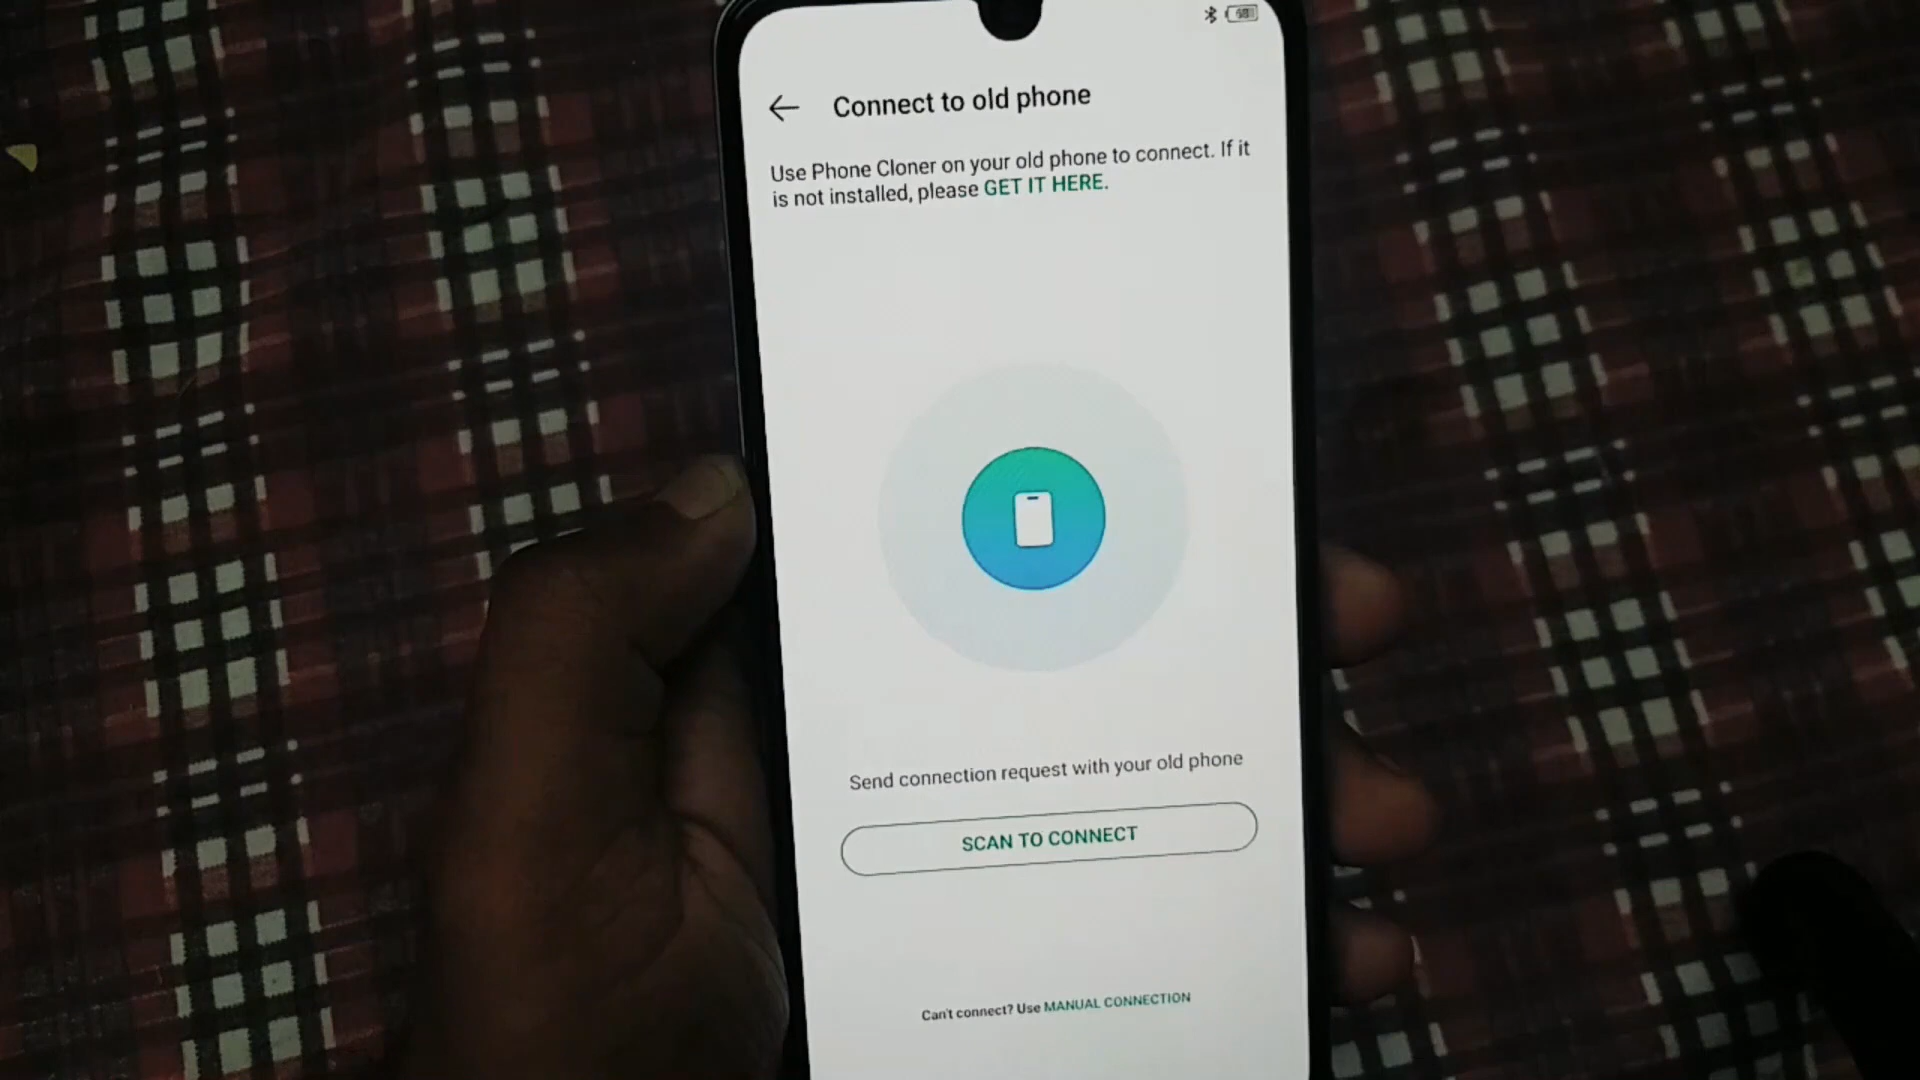 Connect to old phone
Use Phone Cloner on your old phone to connect. If it
is not installed, please GET IT HERE.
Send connection request with your old phone
SCAN TO CONNECT
Can't connect? Use MANUAL CONNECTION